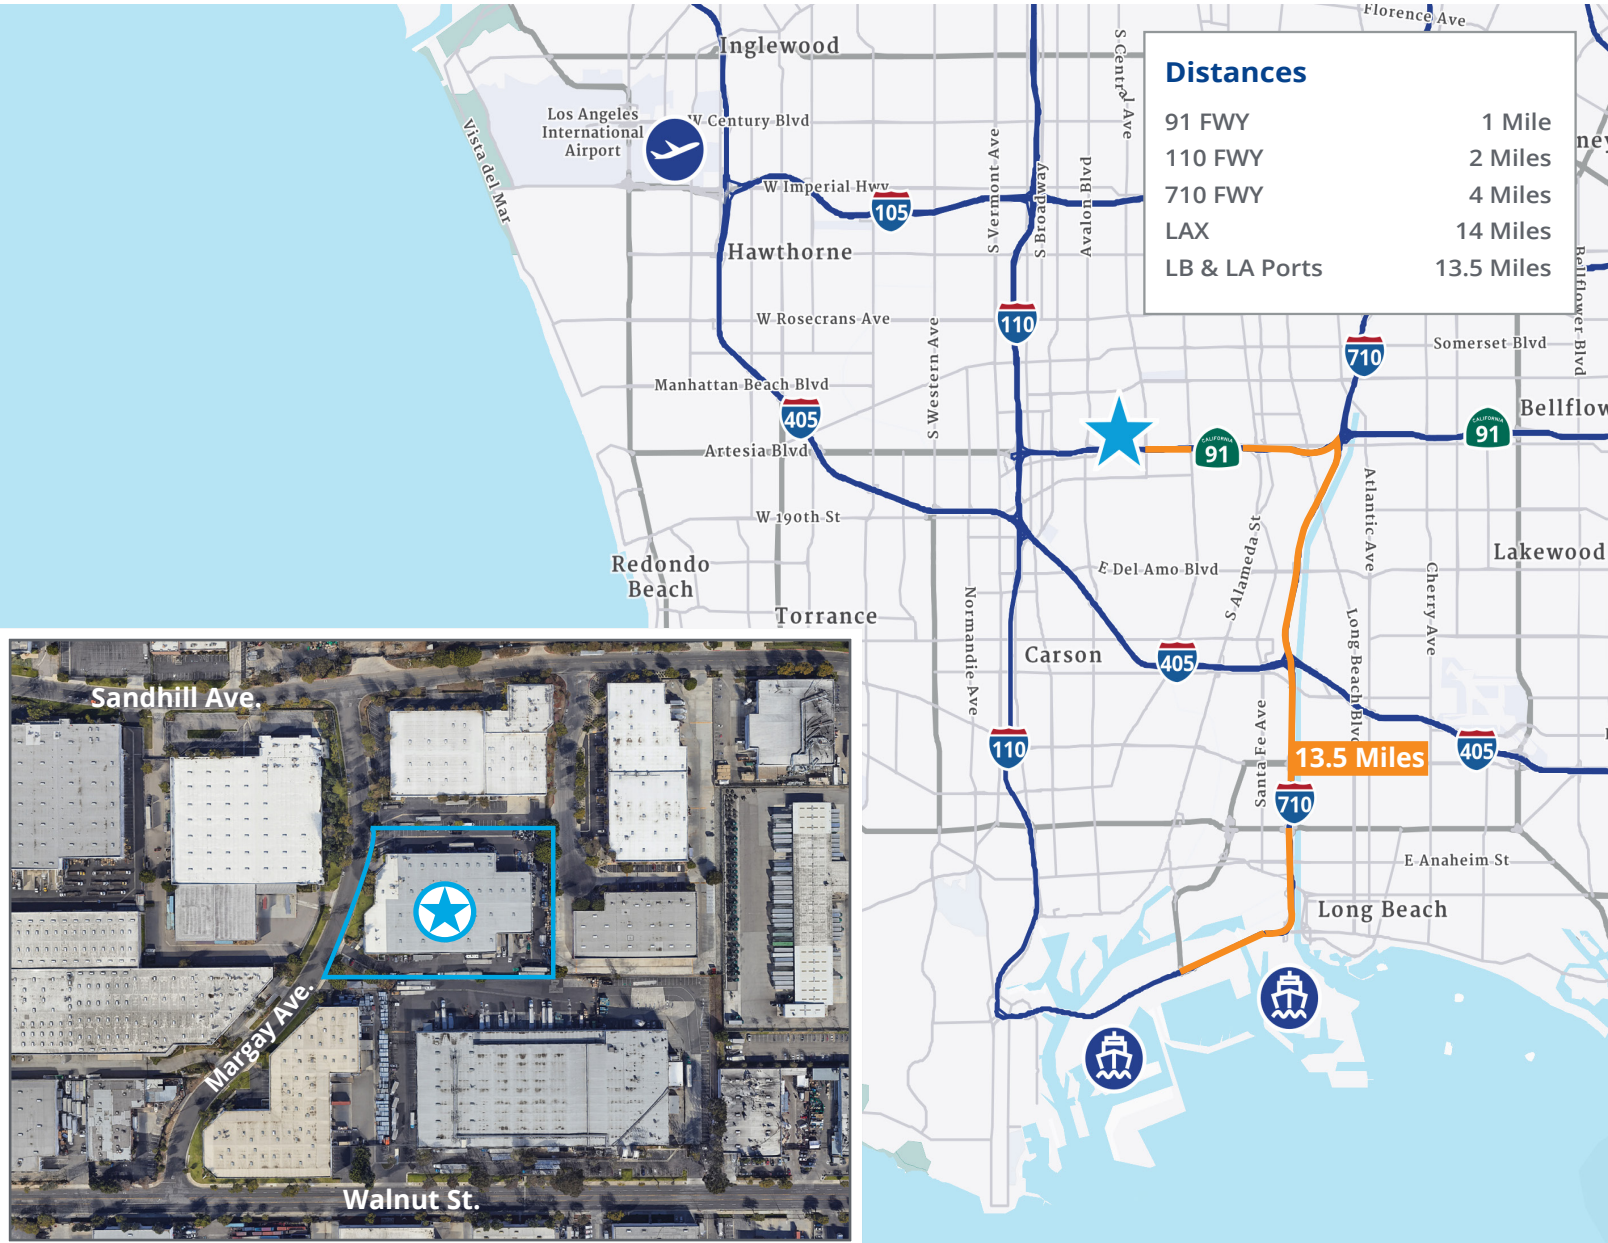 Florence Ave
Inglewood
S Central Ave
Distances
91 FWY 1 Mile
110 FWY 2 Miles
710 FWY 4 Miles
LAX 14 Miles
LB & LA Ports 13.5 Miles
Los Angeles
International
Airport
W Century Blvd
Vista del Mar
W Imperial Hwy
105
S Vermont Ave
S Broadway
Avalon Blvd
Hawthorne
Bellflower Blvd
W Rosecrans Ave
110
S Western Ave
710
Somerset Blvd
Manhattan Beach Blvd
405
Artesia Blvd
CALIFORNIA
91
CALIFORNIA
91
Bellflow
W 190th St
Atlantic Ave
Lakewood
Redondo
Beach
E Del Amo Blvd
S Alameda St
Cherry Ave
Torrance
Normandie Ave
Carson
405
Long Beach Blvd
Santa Fe Ave
110
13.5 Miles
405
710
E Anaheim St
Long Beach
Sandhill Ave.
Margay Ave.
Walnut St.